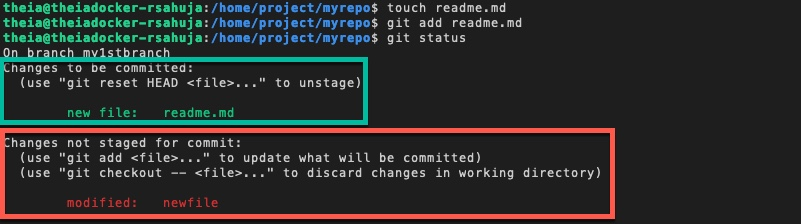 theia@theiadocker-rsahuja:/home/project/myrepo$ touch readme.md
theia@theiadocker-rsahuja:/home/project/myrepo$ git add readme.md
theia@theiadocker-rsahuja:/home/project/myrepo$ git status
On branch my1stbranch
Changes to be committed:
  (use "git reset HEAD <file>..." to unstage)
new file:   readme.md
Changes not staged for commit:
  (use "git add <file>..." to update what will be committed)
  (use "git checkout -- <file>..." to discard changes in working directory)
modified:   newfile